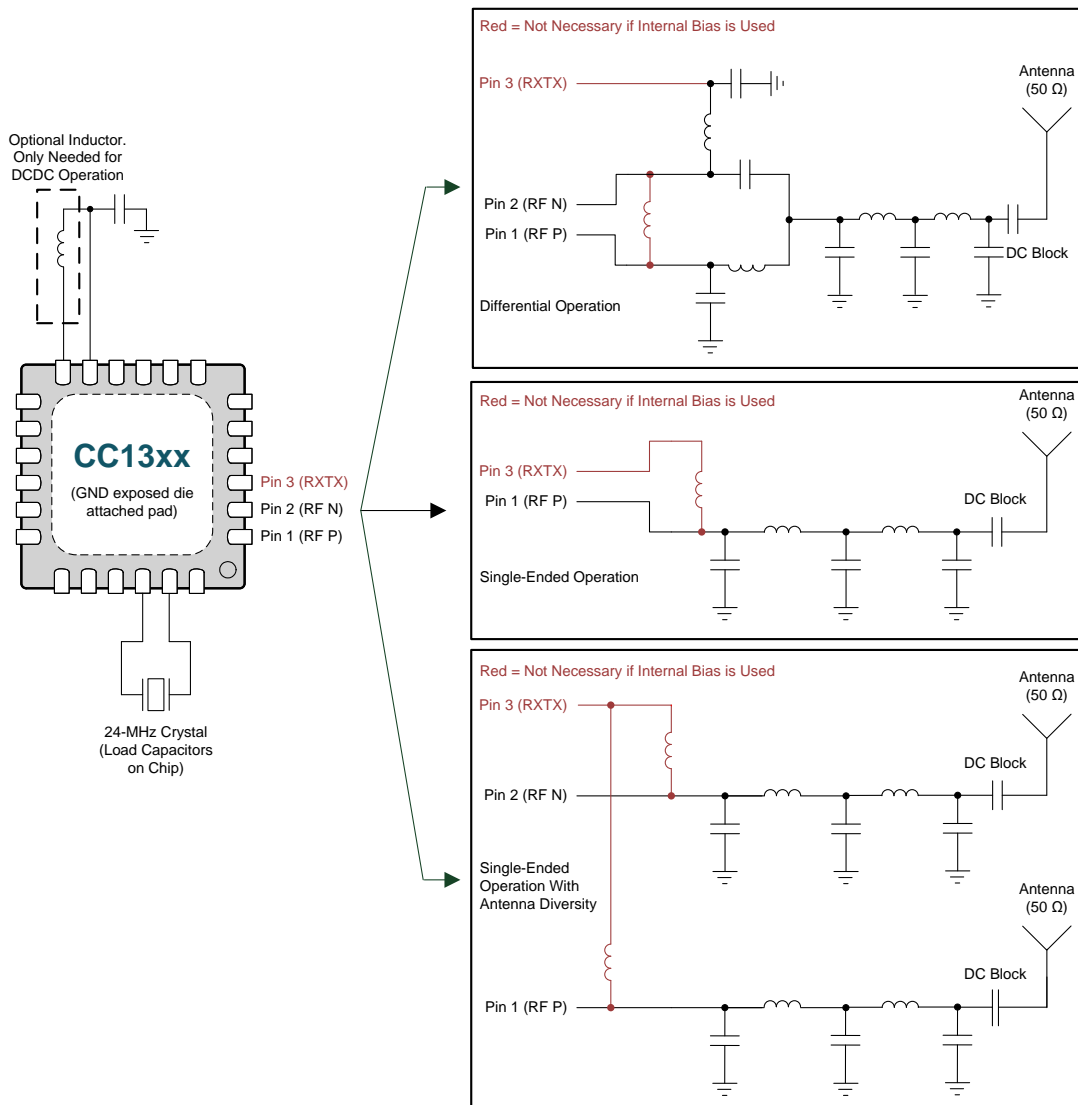 Optional Inductor.
Only Needed for
DCDC Operation
CC13xx
(GND exposed die
attached pad)
Pin 3 (RXTX)
Pin 2 (RF N)
Pin 1 (RF P)
24-MHz Crystal
(Load Capacitors
on Chip)
Red = Not Necessary if Internal Bias is Used
Pin 3 (RXTX)
Antenna
(50 Ω)
Pin 2 (RF N)
Pin 1 (RF P)
DC Block
Differential Operation
Red = Not Necessary if Internal Bias is Used
Antenna
(50 Ω)
Pin 3 (RXTX)
Pin 1 (RF P)
DC Block
Single-Ended Operation
Red = Not Necessary if Internal Bias is Used
Antenna
(50 Ω)
Pin 3 (RXTX)
DC Block
Pin 2 (RF N)
Single-Ended
Operation With
Antenna Diversity
Antenna
(50 Ω)
DC Block
Pin 1 (RF P)